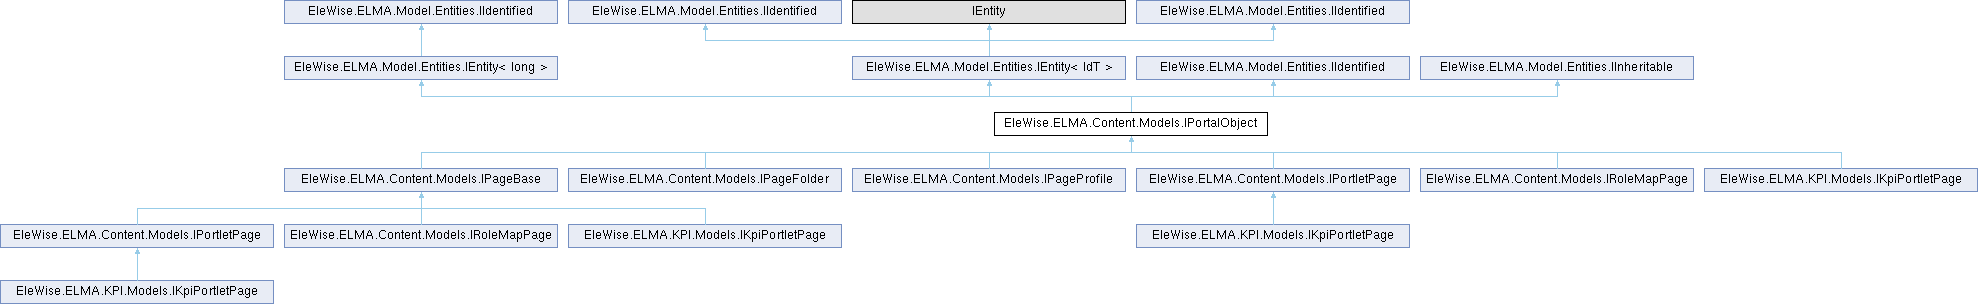 EleWise.ELMA.Model.Entities.IIdentified
EleWise.ELMA.Model.Entities.IIdentified
IEntity
EleWise.ELMA.Model.Entities.IIdentified
EleWise.ELMA.Model.Entities.IEntity< long >
EleWise.ELMA.Model.Entities.IEntity< IdT >
EleWise.ELMA.Model.Entities.IIdentified
EleWise.ELMA.Model.Entities.IInheritable
EleWise.ELMA.Content.Models.IPortalObject
EleWise.ELMA.Content.Models.IPageBase
EleWise.ELMA.Content.Models.IPageFolder
EleWise.ELMA.Content.Models.IPageProfile
EleWise.ELMA.Content.Models.IPortletPage
EleWise.ELMA.Content.Models.IRoleMapPage
EleWise.ELMA.KPI.Models.IKpiPortletPage
EleWise.ELMA.Content.Models.IPortletPage
EleWise.ELMA.Content.Models.IRoleMapPage
EleWise.ELMA.KPI.Models.IKpiPortletPage
EleWise.ELMA.KPI.Models.IKpiPortletPage
EleWise.ELMA.KPI.Models.IKpiPortletPage